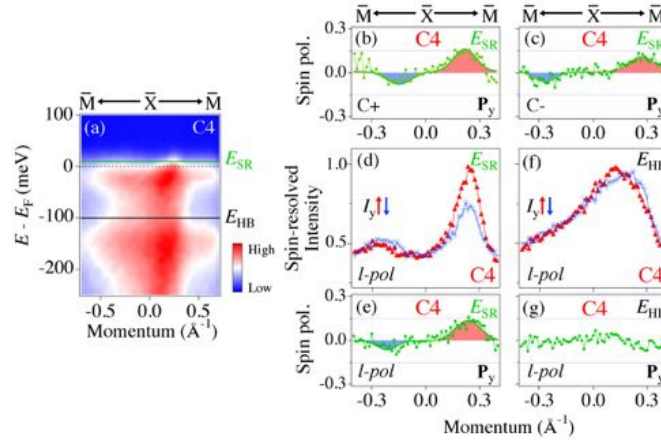 M̄ X̄ M̄
(a) C4
E_SR
E_HB
High
Low
100
0
-100
-200
E - E_F (meV)
-0.5 0.0 0.5
Momentum (Å⁻¹)
M̄ X̄ M̄
(b) C4 E_SR
C+ P_y
0.3
0.0
-0.3
Spin pol.
-0.3 0.0 0.3
M̄ X̄ M̄
(c) C4 E_SR
C- P_y
-0.3 0.0 0.3
(d) E_SR
I_y
l-pol C4
1.0
0.5
Spin-resolved
Intensity
(f) E_HB
I_y
l-pol C4
(e) C4 E_SR
l-pol P_y
0.3
0.0
-0.3
Spin pol.
-0.3 0.0 0.3
(g) C4 E_HB
l-pol P_y
-0.3 0.0 0.3
Momentum (Å⁻¹)